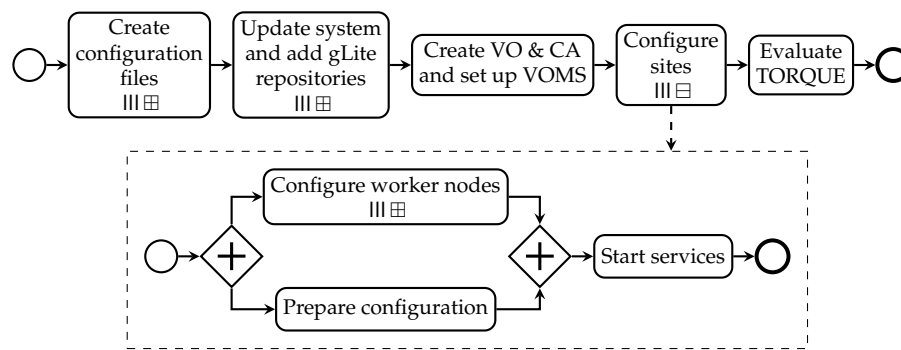 Create
configuration
files
Update system
and add gLite
repositories
Create VO & CA
and set up VOMS
Configure
sites
Evaluate
TORQUE
Configure worker nodes
Start services
Prepare configuration